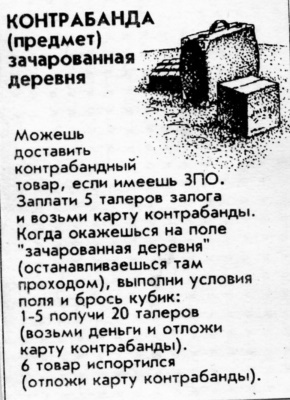 КОНТРАБАНДА
(предмет)
зачарованная
деревня
Можешь
доставить
контрабандный
товар, если имеешь ЗПО.
Заплати 5 талеров залога
и возьми карту контрабанды.
Когда окажешься на поле
"зачарованная деревня"
(останавливаешься там
проходом), выполни условия
поля и брось кубик:
1-5 получи 20 талеров
(возьми деньги и отложи
карту контрабанды).
6 товар испортился
(отложи карту контрабанды).